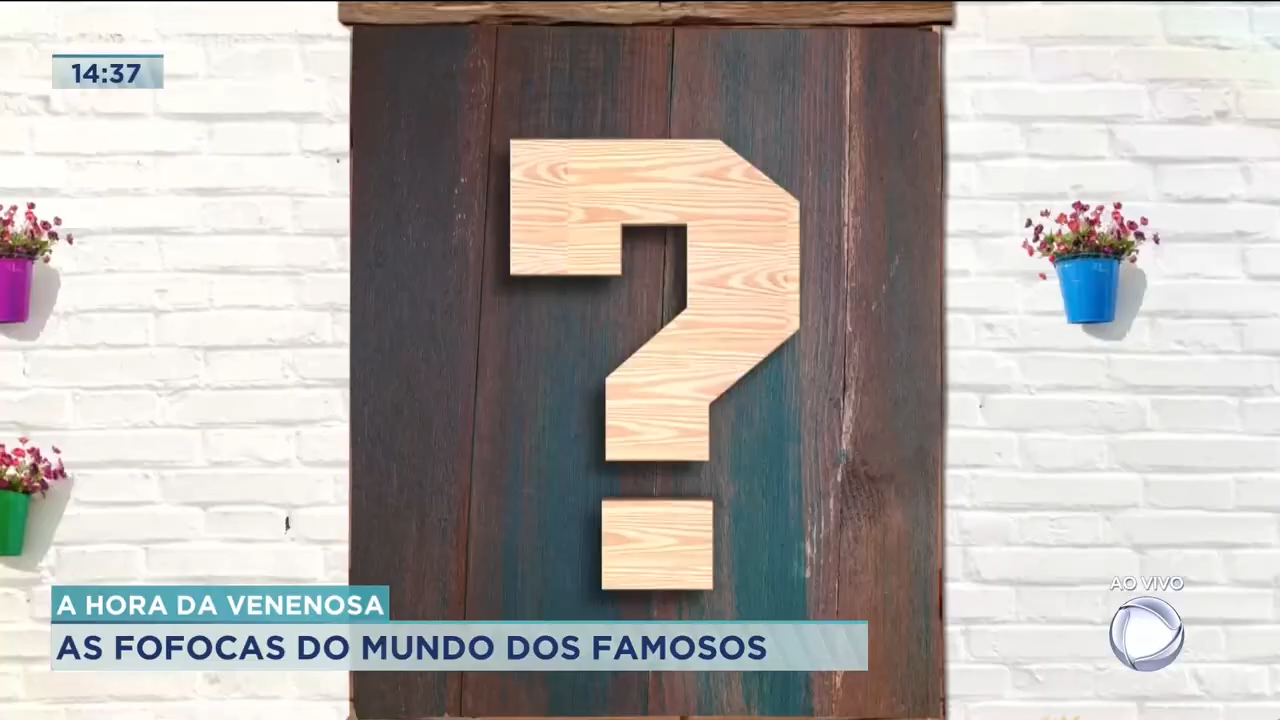 14:37
?
AO VIVO
A HORA DA VENENOSA
AS FOFOCAS DO MUNDO DOS FAMOSOS